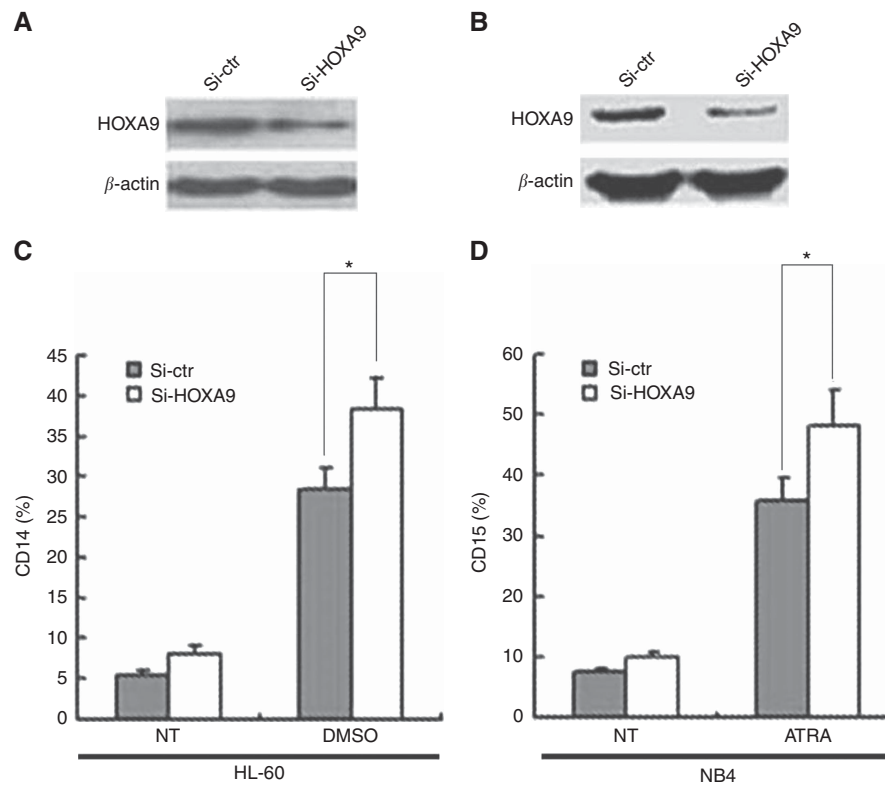 A
Si-ctr
Si-HOXA9
HOXA9
β-actin
B
Si-ctr
Si-HOXA9
HOXA9
β-actin
C
*
45
40
35
30
25
20
15
10
5
0
CD14 (%)
Si-ctr
Si-HOXA9
NT
DMSO
HL-60
D
*
60
50
40
30
20
10
0
CD15 (%)
Si-ctr
Si-HOXA9
NT
ATRA
NB4